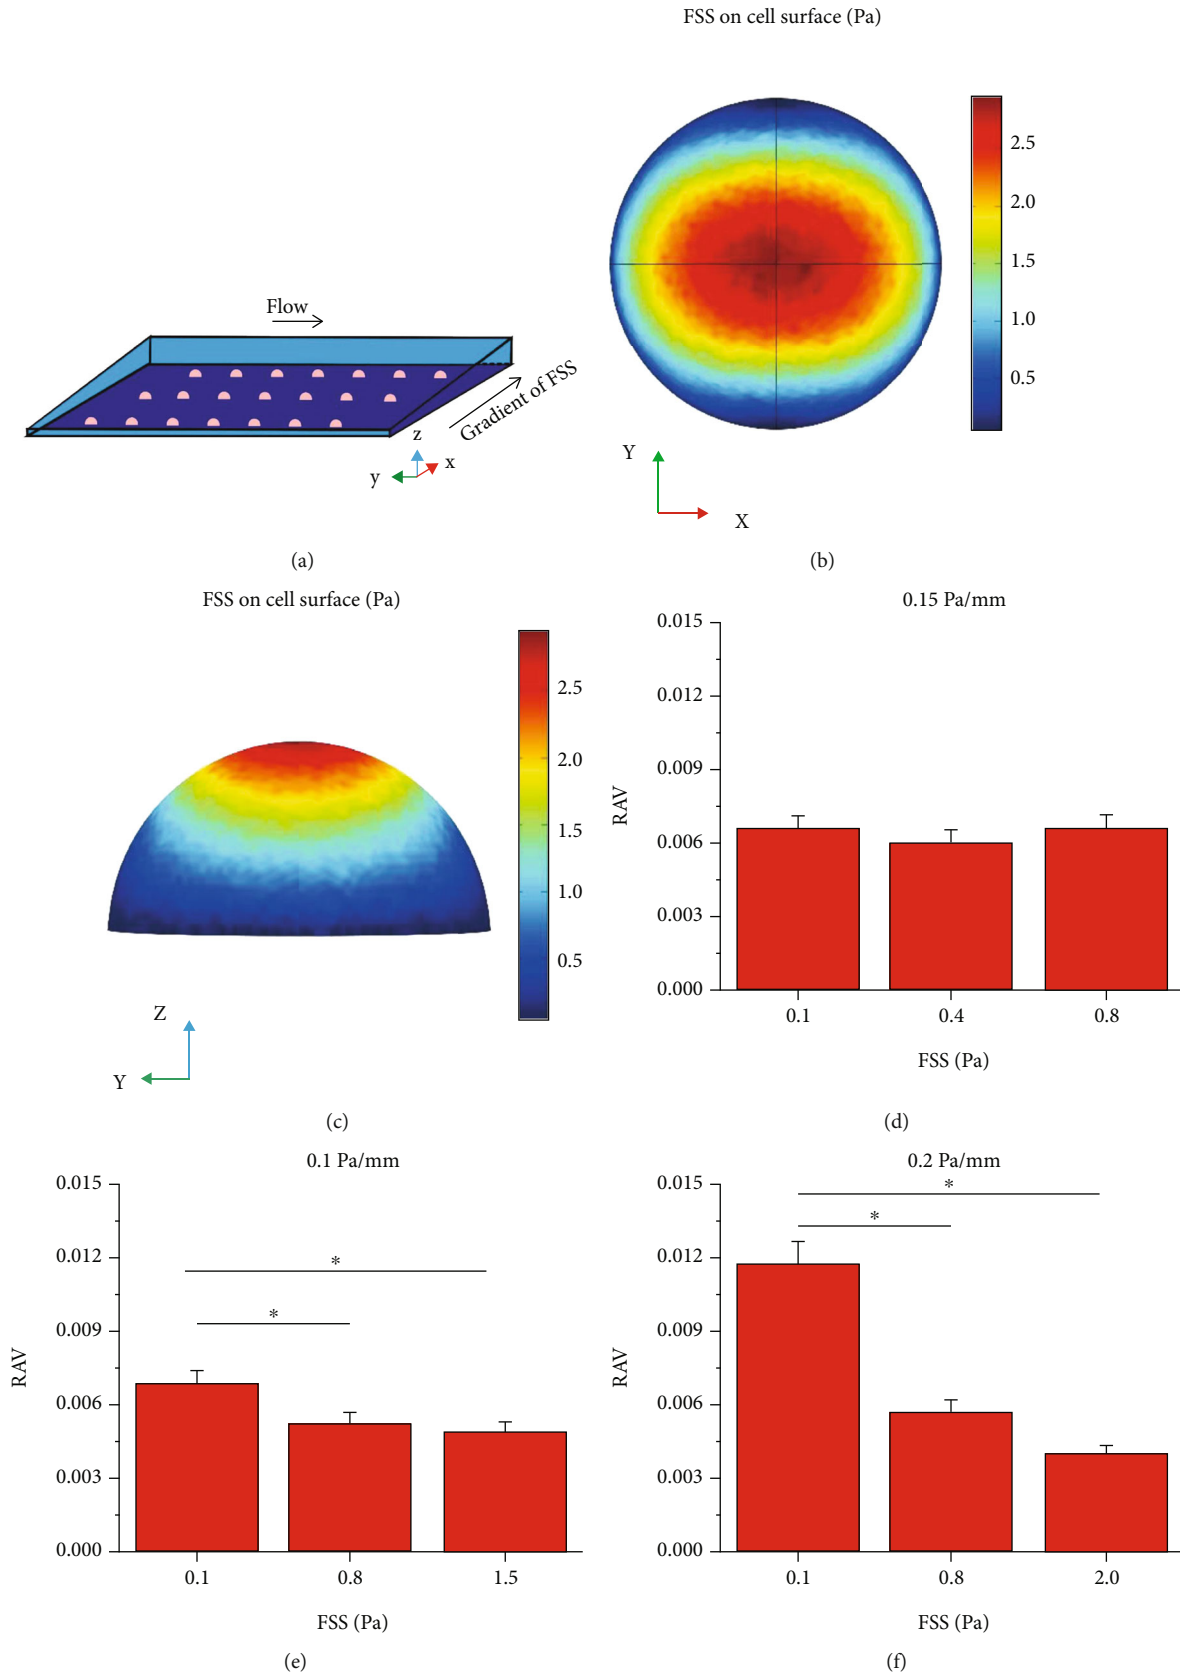 FSS on cell surface (Pa)
Flow
Gradient of FSS
z
x
y
2.5
2.0
1.5
1.0
0.5
Y
X
(a)
(b)
FSS on cell surface (Pa)
2.5
2.0
1.5
1.0
0.5
Z
Y
(c)
0.15 Pa/mm
0.015
0.012
0.009
0.006
0.003
0.000
RAV
0.1 0.4 0.8
FSS (Pa)
(d)
0.1 Pa/mm
0.015
0.012
0.009
0.006
0.003
0.000
RAV
*
*
0.1 0.8 1.5
FSS (Pa)
(e)
0.2 Pa/mm
0.015
0.012
0.009
0.006
0.003
0.000
RAV
*
*
0.1 0.8 2.0
FSS (Pa)
(f)